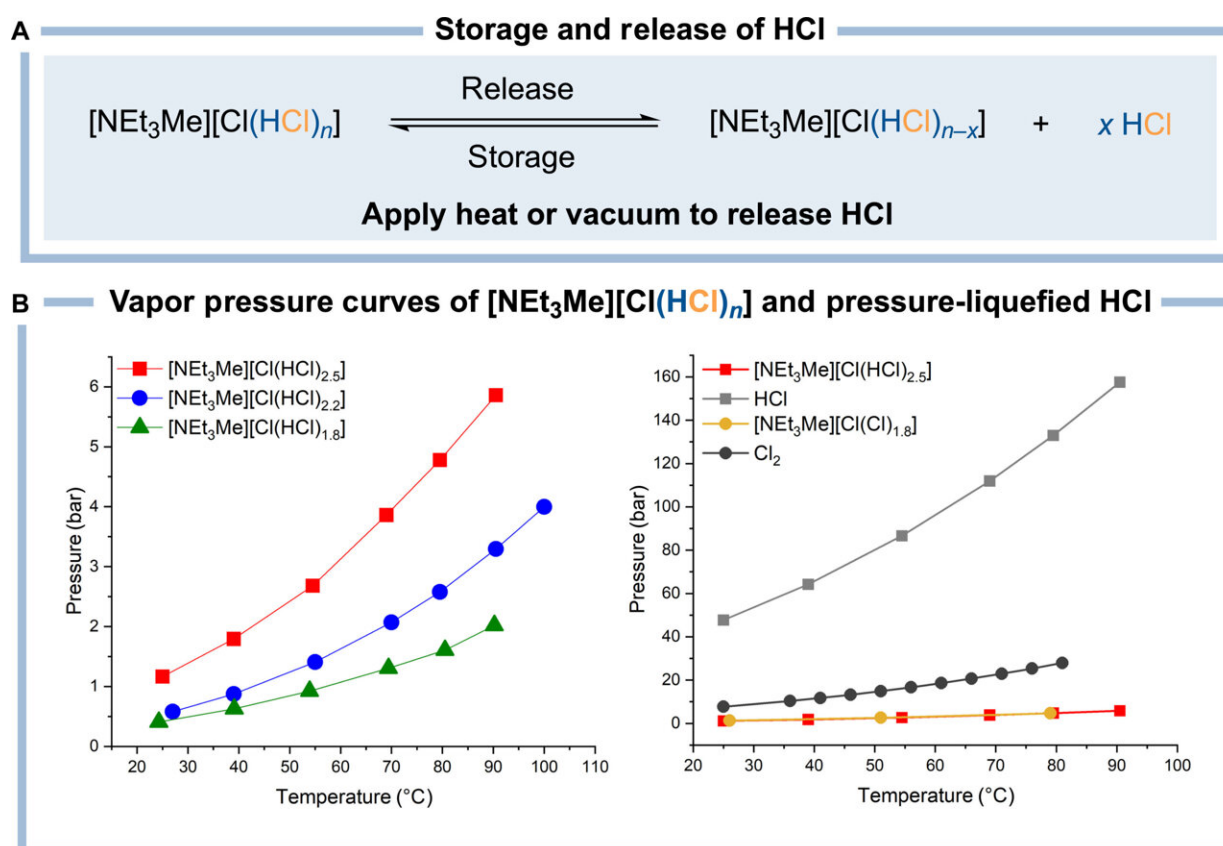 A
Storage and release of HCl
[NEt₃Me][Cl(HCl)ₙ]
Release
Storage
[NEt₃Me][Cl(HCl)ₙ₋ₓ] + x HCl
Apply heat or vacuum to release HCl
B
Vapor pressure curves of [NEt₃Me][Cl(HCl)ₙ] and pressure-liquefied HCl
[NEt₃Me][Cl(HCl)₂.₅]
[NEt₃Me][Cl(HCl)₂.₂]
[NEt₃Me][Cl(HCl)₁.₈]
Pressure (bar)
6
5
4
3
2
1
0
20 30 40 50 60 70 80 90 100 110
Temperature (°C)
[NEt₃Me][Cl(HCl)₂.₅]
HCl
[NEt₃Me][Cl(Cl)₁.₈]
Cl₂
Pressure (bar)
160
140
120
100
80
60
40
20
0
20 30 40 50 60 70 80 90 100
Temperature (°C)